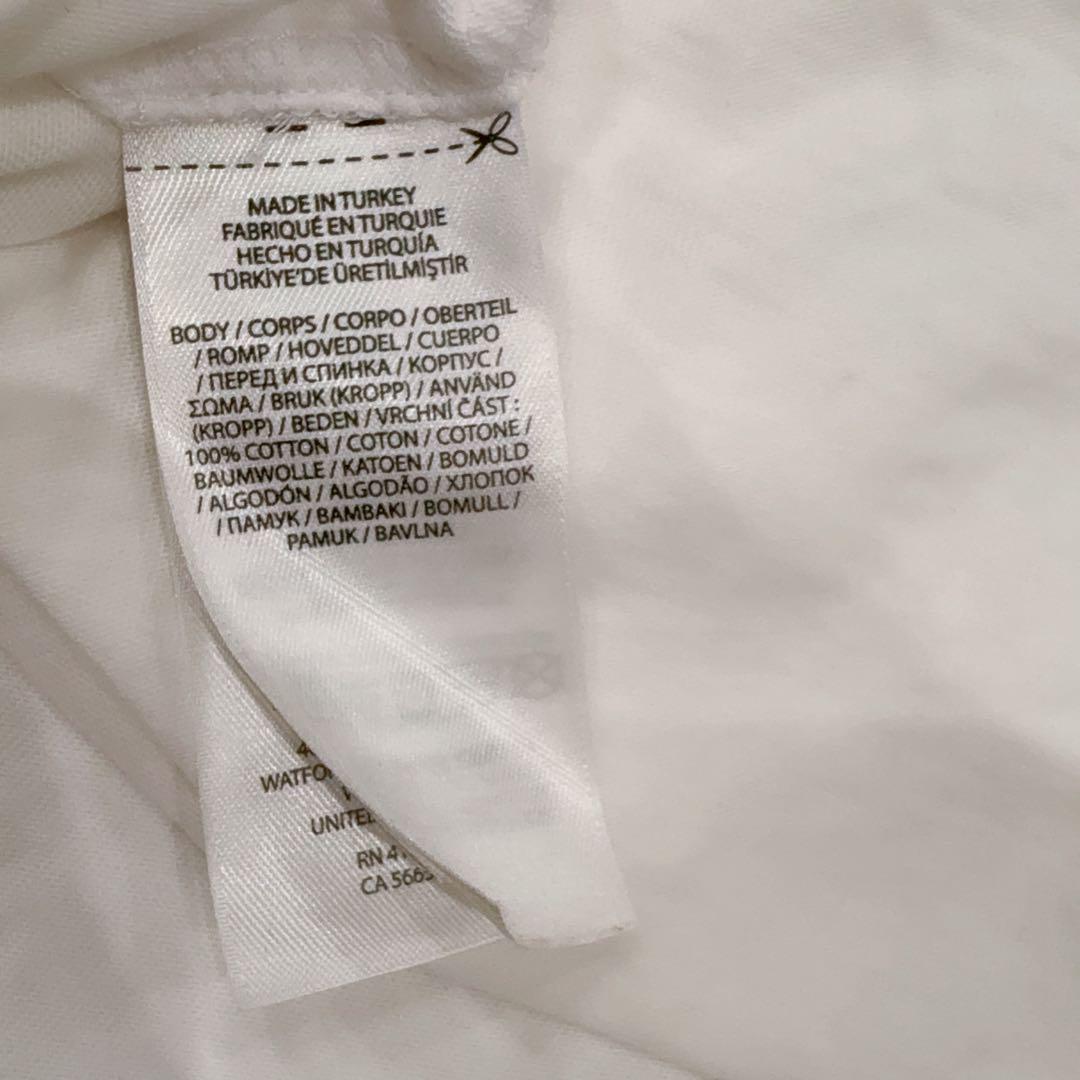 MADE IN TURKEY
FABRIQUÉ EN TURQUIE
HECHO EN TURQUÍA
TÜRKİYE'DE ÜRETİLMİŞTİR
BODY / CORPS / CORPO / OBERTEIL
/ ROMP / HOVEDDEL / CUERPO
/ ПЕРЕД И СПИНКА / КОРПУС /
ΣΩΜΑ / BRUK (KROPP) / ANVÄND
(KROPP) / BEDEN / VRCHNÍ ČÁST :
100% COTTON / COTON / COTONE /
BAUMWOLLE / KATOEN / BOMULD
/ ALGODÓN / ALGODÃO / ХЛОПОК
/ ПАМУК / BAMBAKI / BOMULL /
PAMUK / BAVLNA
RN
CA